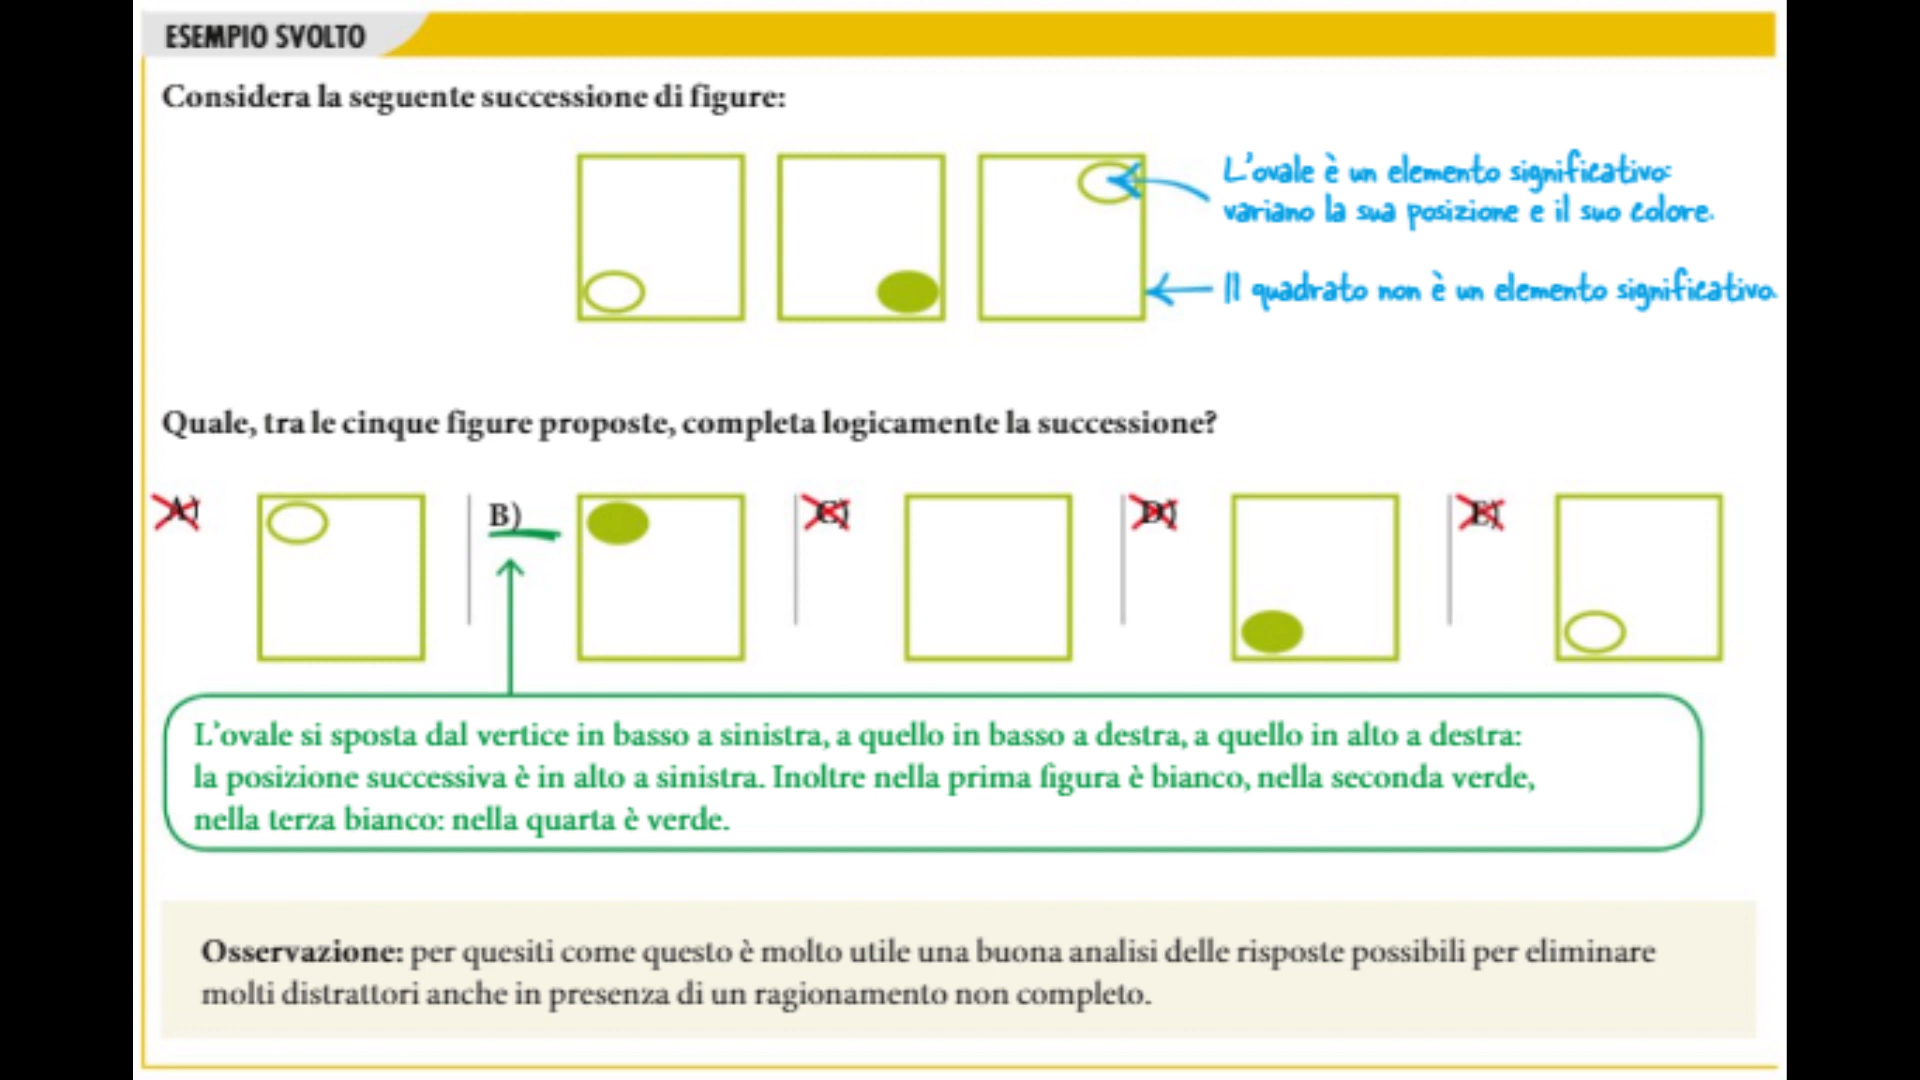 ESEMPIO SVOLTO
Considera la seguente successione di figure:
L'ovale è un elemento significativo:
variano la sua posizione e il suo colore.
Il quadrato non è un elemento significativo.
Quale, tra le cinque figure proposte, completa logicamente la successione?
A) B) C) D) E)
L'ovale si sposta dal vertice in basso a sinistra, a quello in basso a destra, a quello in alto a destra:
la posizione successiva è in alto a sinistra. Inoltre nella prima figura è bianco, nella seconda verde,
nella terza bianco: nella quarta è verde.
Osservazione: per quesiti come questo è molto utile una buona analisi delle risposte possibili per eliminare
molti distrattori anche in presenza di un ragionamento non completo.